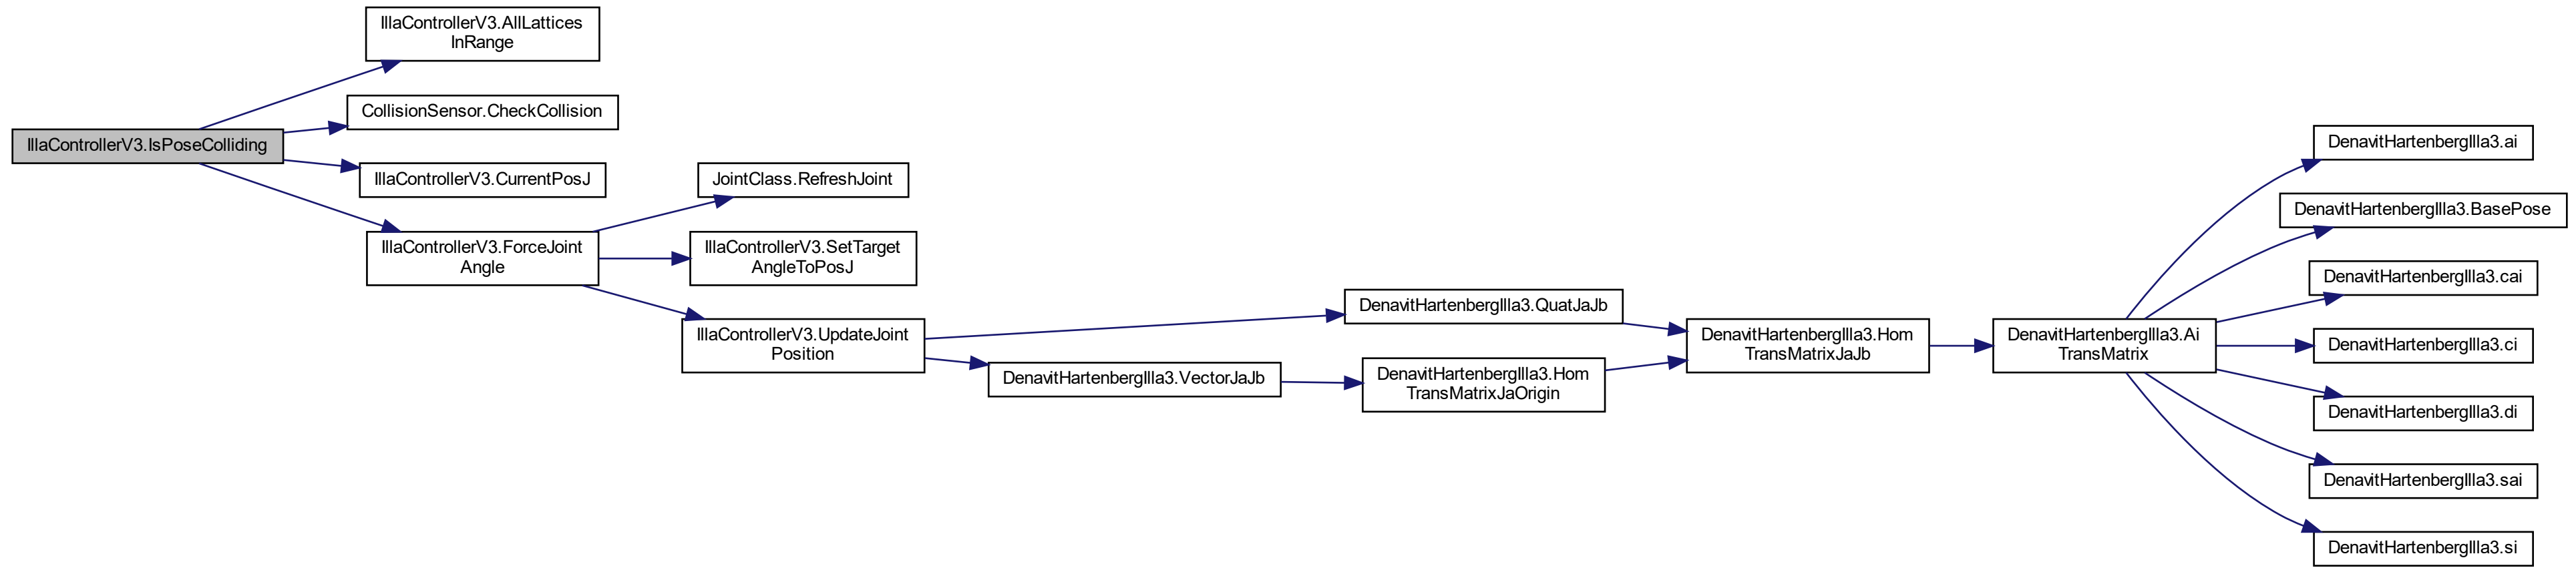 IllaControllerV3.IsPoseColliding
IllaControllerV3.AllLattices
InRange
CollisionSensor.CheckCollision
IllaControllerV3.CurrentPosJ
IllaControllerV3.ForceJoint
Angle
JointClass.RefreshJoint
IllaControllerV3.SetTarget
AngleToPosJ
IllaControllerV3.UpdateJoint
Position
DenavitHartenbergIlla3.QuatJaJb
DenavitHartenbergIlla3.VectorJaJb
DenavitHartenbergIlla3.Hom
TransMatrixJaOrigin
DenavitHartenbergIlla3.Hom
TransMatrixJaJb
DenavitHartenbergIlla3.Ai
TransMatrix
DenavitHartenbergIlla3.ai
DenavitHartenbergIlla3.BasePose
DenavitHartenbergIlla3.cai
DenavitHartenbergIlla3.ci
DenavitHartenbergIlla3.di
DenavitHartenbergIlla3.sai
DenavitHartenbergIlla3.si